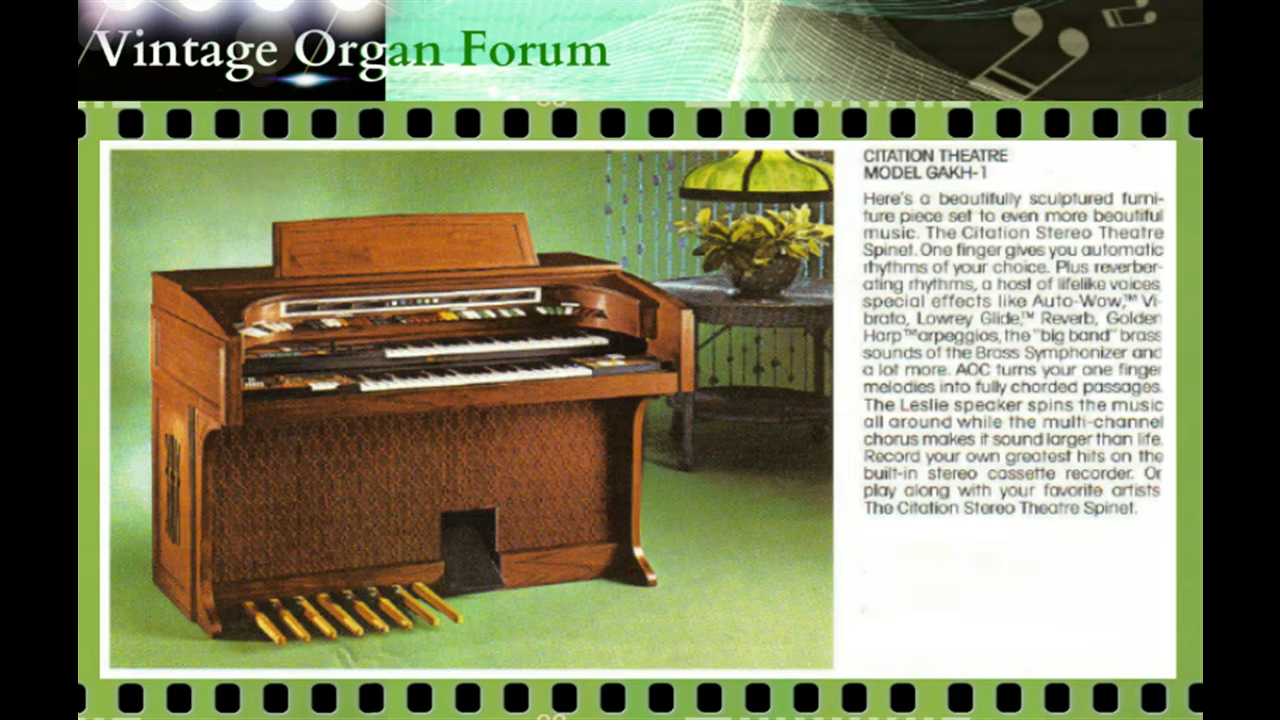 Vintage Organ Forum
CITATION THEATRE
MODEL GAKH-1
Here's a beautifully sculptured furni-
ture piece set to even more beautiful
music. The Citation Stereo Theatre
Spinet. One finger gives you automatic
rhythms of your choice. Plus reverber-
ating rhythms, a host of lifelike voices,
special effects like Auto-Wow,™ Vi-
brato, Lowrey Glide,™ Reverb, Golden
Harp™ arpeggios, the "big band" brass
sounds of the Brass Symphonizer and
a lot more. AOC turns your one finger
melodies into fully chorded passages.
The Leslie speaker spins the music
all around while the multi-channel
chorus makes it sound larger than life.
Record your own greatest hits on the
built-in stereo cassette recorder. Or
play along with your favorite artists
The Citation Stereo Theatre Spinet.